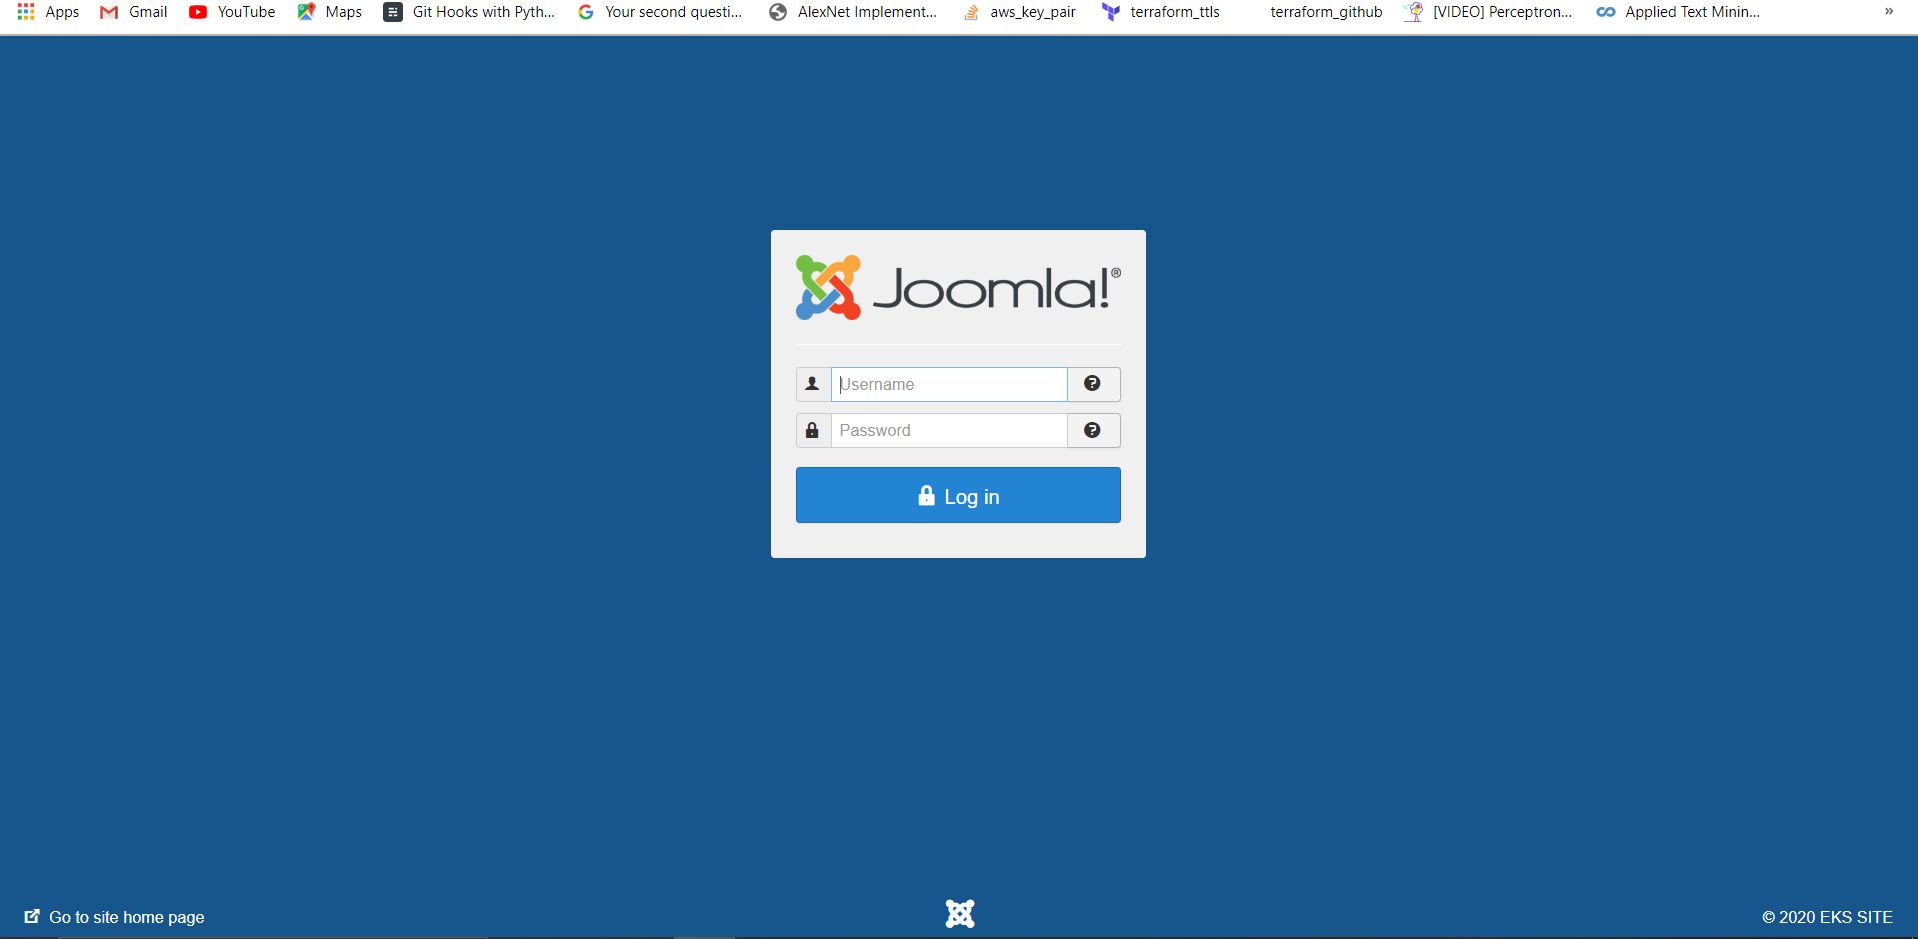 Apps Gmail YouTube Maps Git Hooks with Pyth... Your second questi... AlexNet Implement... aws_key_pair terraform_ttls terraform_github [VIDEO] Perceptron... Applied Text Minin... »
Joomla!®
Username
Password
Log in
Go to site home page © 2020 EKS SITE